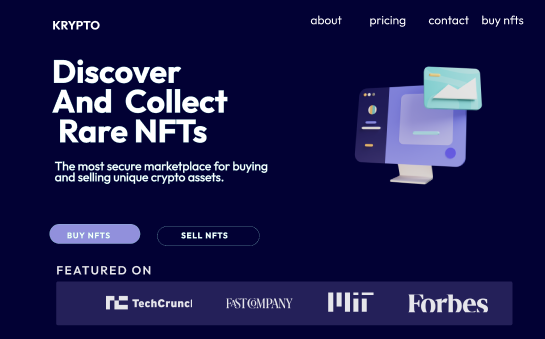 KRYPTO
about pricing contact buy nfts
Discover
And Collect
Rare NFTs
The most secure marketplace for buying
and selling unique crypto assets.
BUY NFTS
SELL NFTS
FEATURED ON
TechCrunc
FAST COMPANY
MIT
Forbes